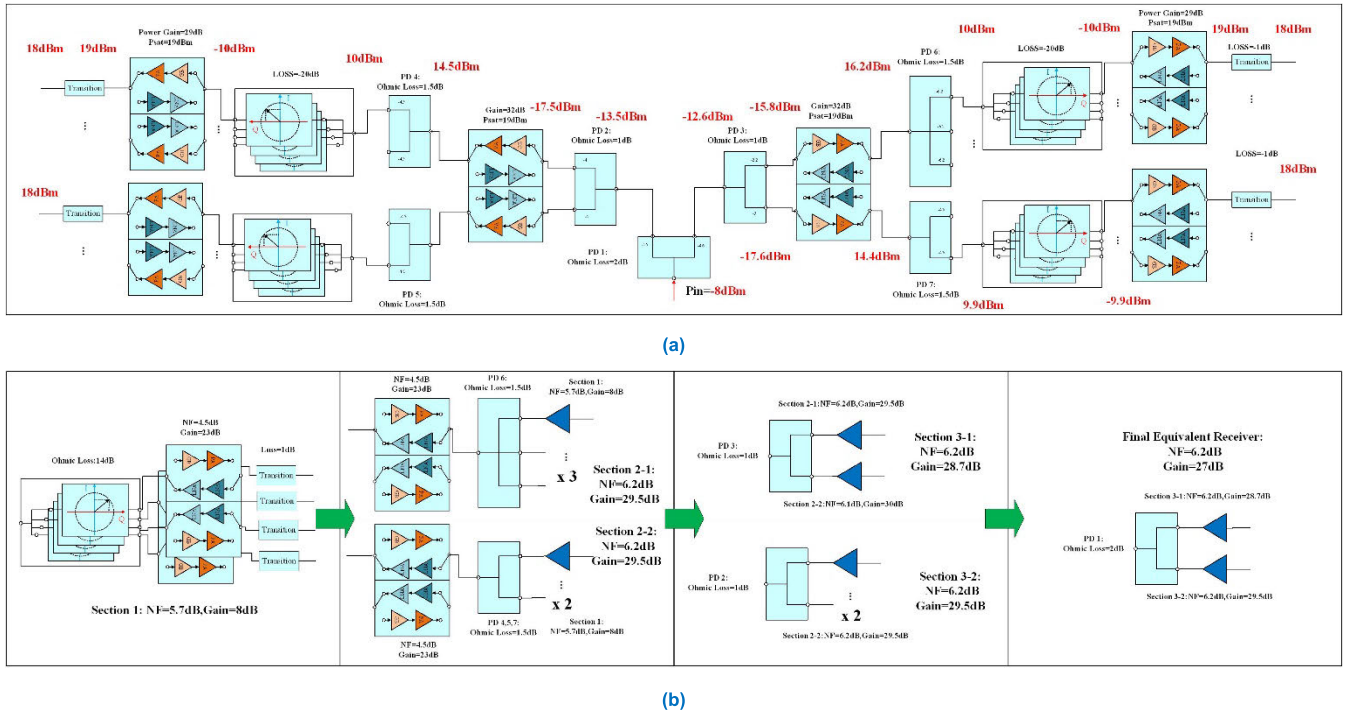 Power Gain=29dB
Psat=19dBm
18dBm
19dBm
-10dBm
Transition
LOSS=-20dB
10dBm
PD 4:
Ohmic Loss=1.5dB
14.5dBm
Gain=32dB
Psat=19dBm
-17.5dBm
-13.5dBm
PD 2:
Ohmic Loss=1dB
-12.6dBm
PD 3:
Ohmic Loss=1dB
-15.8dBm
Gain=32dB
Psat=19dBm
16.2dBm
PD 6:
Ohmic Loss=1.5dB
10dBm
LOSS=-20dB
-10dBm
Power Gain=29dB
Psat=19dBm
19dBm
LOSS=-1dB
18dBm
Transition
Q
I
18dBm
Transition
Q
PD 5:
Ohmic Loss=1.5dB
PD 1:
Ohmic Loss=2dB
Pin=-8dBm
-17.6dBm
14.4dBm
PD 7:
Ohmic Loss=1.5dB
9.9dBm
-9.9dBm
LOSS=-1dB
18dBm
Transition
Q
(a)
Ohmic Loss:14dB
NF=4.5dB
Gain=23dB
Loss=1dB
Transition
Transition
Transition
Transition
Q
Section 1: NF=5.7dB,Gain=8dB
NF=4.5dB
Gain=23dB
PD 6:
Ohmic Loss=1.5dB
Section 1:
NF=5.7dB,Gain=8dB
x 3
Section 2-1:
NF=6.2dB
Gain=29.5dB
Section 2-2:
NF=6.2dB
Gain=29.5dB
x 2
PD 4,5,7:
Ohmic Loss=1.5dB
Section 1:
NF=5.7dB,Gain=8dB
NF=4.5dB
Gain=23dB
Section 2-1:NF=6.2dB,Gain=29.5dB
PD 3:
Ohmic Loss=1dB
Section 2-2:NF=6.1dB,Gain=30dB
Section 3-1:
NF=6.2dB
Gain=28.7dB
PD 2:
Ohmic Loss=1dB
x 2
Section 2-2:NF=6.2dB,Gain=29.5dB
Section 3-2:
NF=6.2dB
Gain=29.5dB
Final Equivalent Receiver:
NF=6.2dB
Gain=27dB
Section 3-1:NF=6.2dB,Gain=28.7dB
PD 1:
Ohmic Loss=2dB
Section 3-2:NF=6.2dB,Gain=29.5dB
(b)